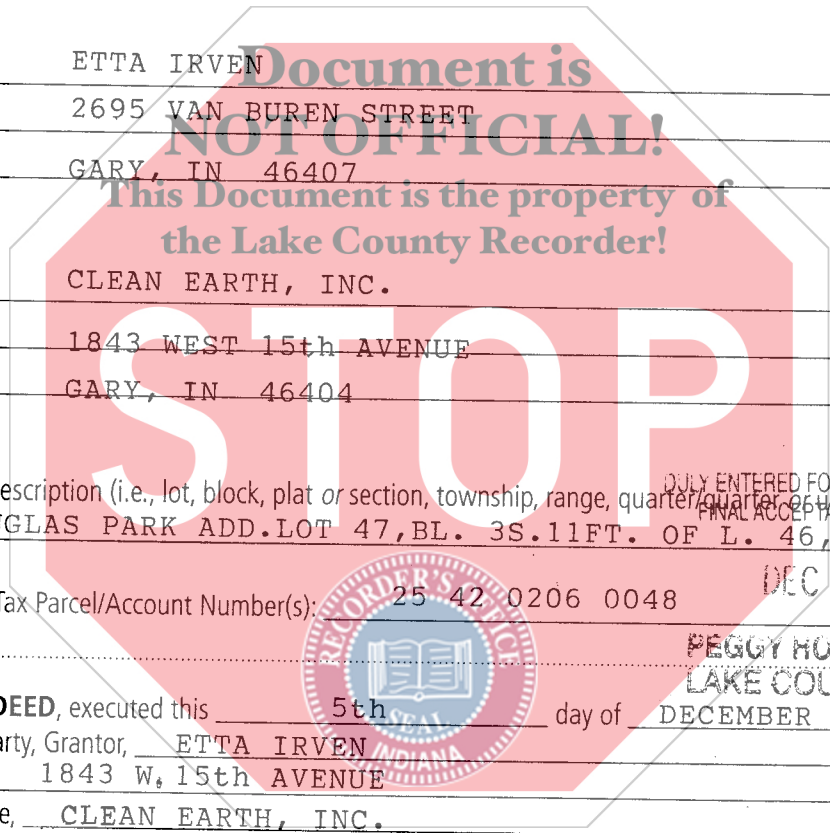 ETTA IRVEN
Document is
2695 VAN BUREN STREET
NOT OFFICIAL!
GARY, IN 46407
This Document is the property of
the Lake County Recorder!
CLEAN EARTH, INC.
1843 WEST 15th AVENUE
STOP
GARY, IN 46404
DULY ENTERED FO
escription (i.e., lot, block, plat or section, township, range, quarter/quarter or u
FINAL ACCEPTA
GLAS PARK ADD.LOT 47,BL. 3S.11FT. OF L. 46,
DEC
Tax Parcel/Account Number(s): 25 42 0206 0048
RECORDER'S OFFICE
PEGGY HO
LAKE COU
DEED, executed this 5th day of DECEMBER
SEAL
arty, Grantor, ETTA IRVEN
INDIANA
1843 W. 15th AVENUE
e, CLEAN EARTH, INC.